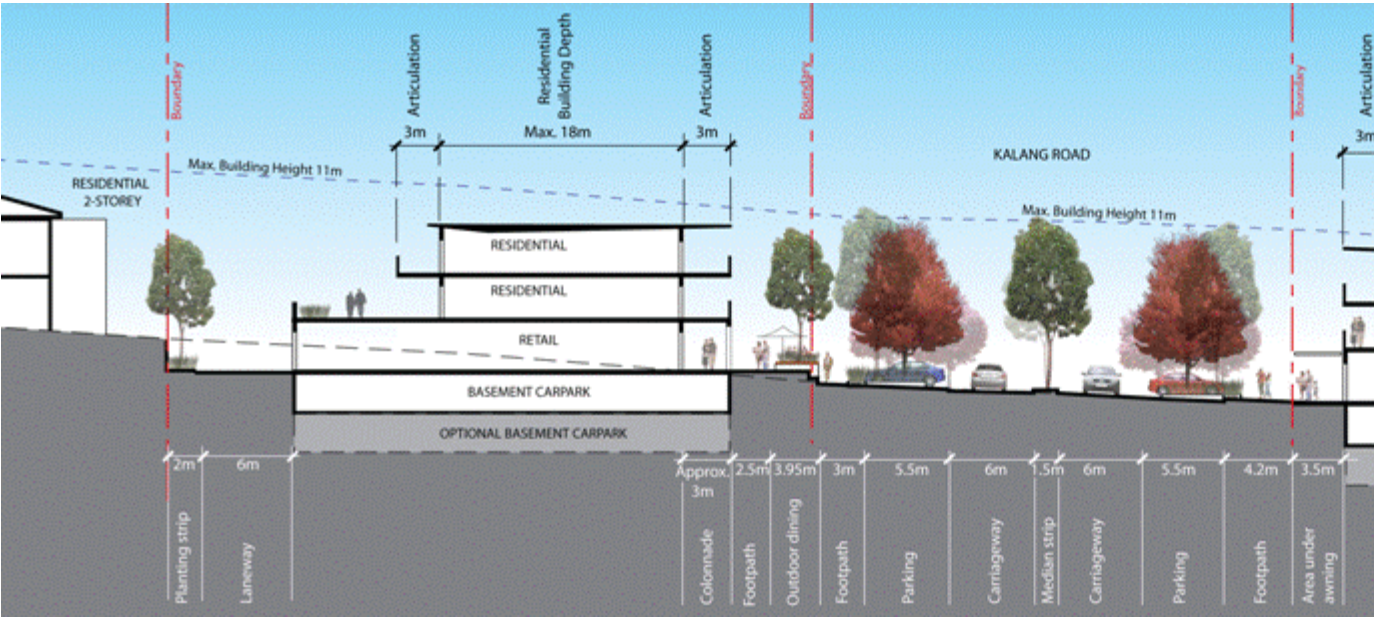 Articulation
Residential
Building Depth
Articulation
Articulation
Boundary
Boundary
Boundary
3m
Max. 18m
3m
3m
KALANG ROAD
Max. Building Height 11m
RESIDENTIAL
2-STOREY
Max. Building Height 11m
RESIDENTIAL
RESIDENTIAL
RETAIL
BASEMENT CARPARK
OPTIONAL BASEMENT CARPARK
2m
6m
Approx.
3m
2.5m
3.95m
3m
5.5m
6m
1.5m
6m
5.5m
4.2m
3.5m
Planting strip
Laneway
Colonnade
Footpath
Outdoor dining
Footpath
Parking
Carriageway
Median strip
Carriageway
Parking
Footpath
Area under
awning